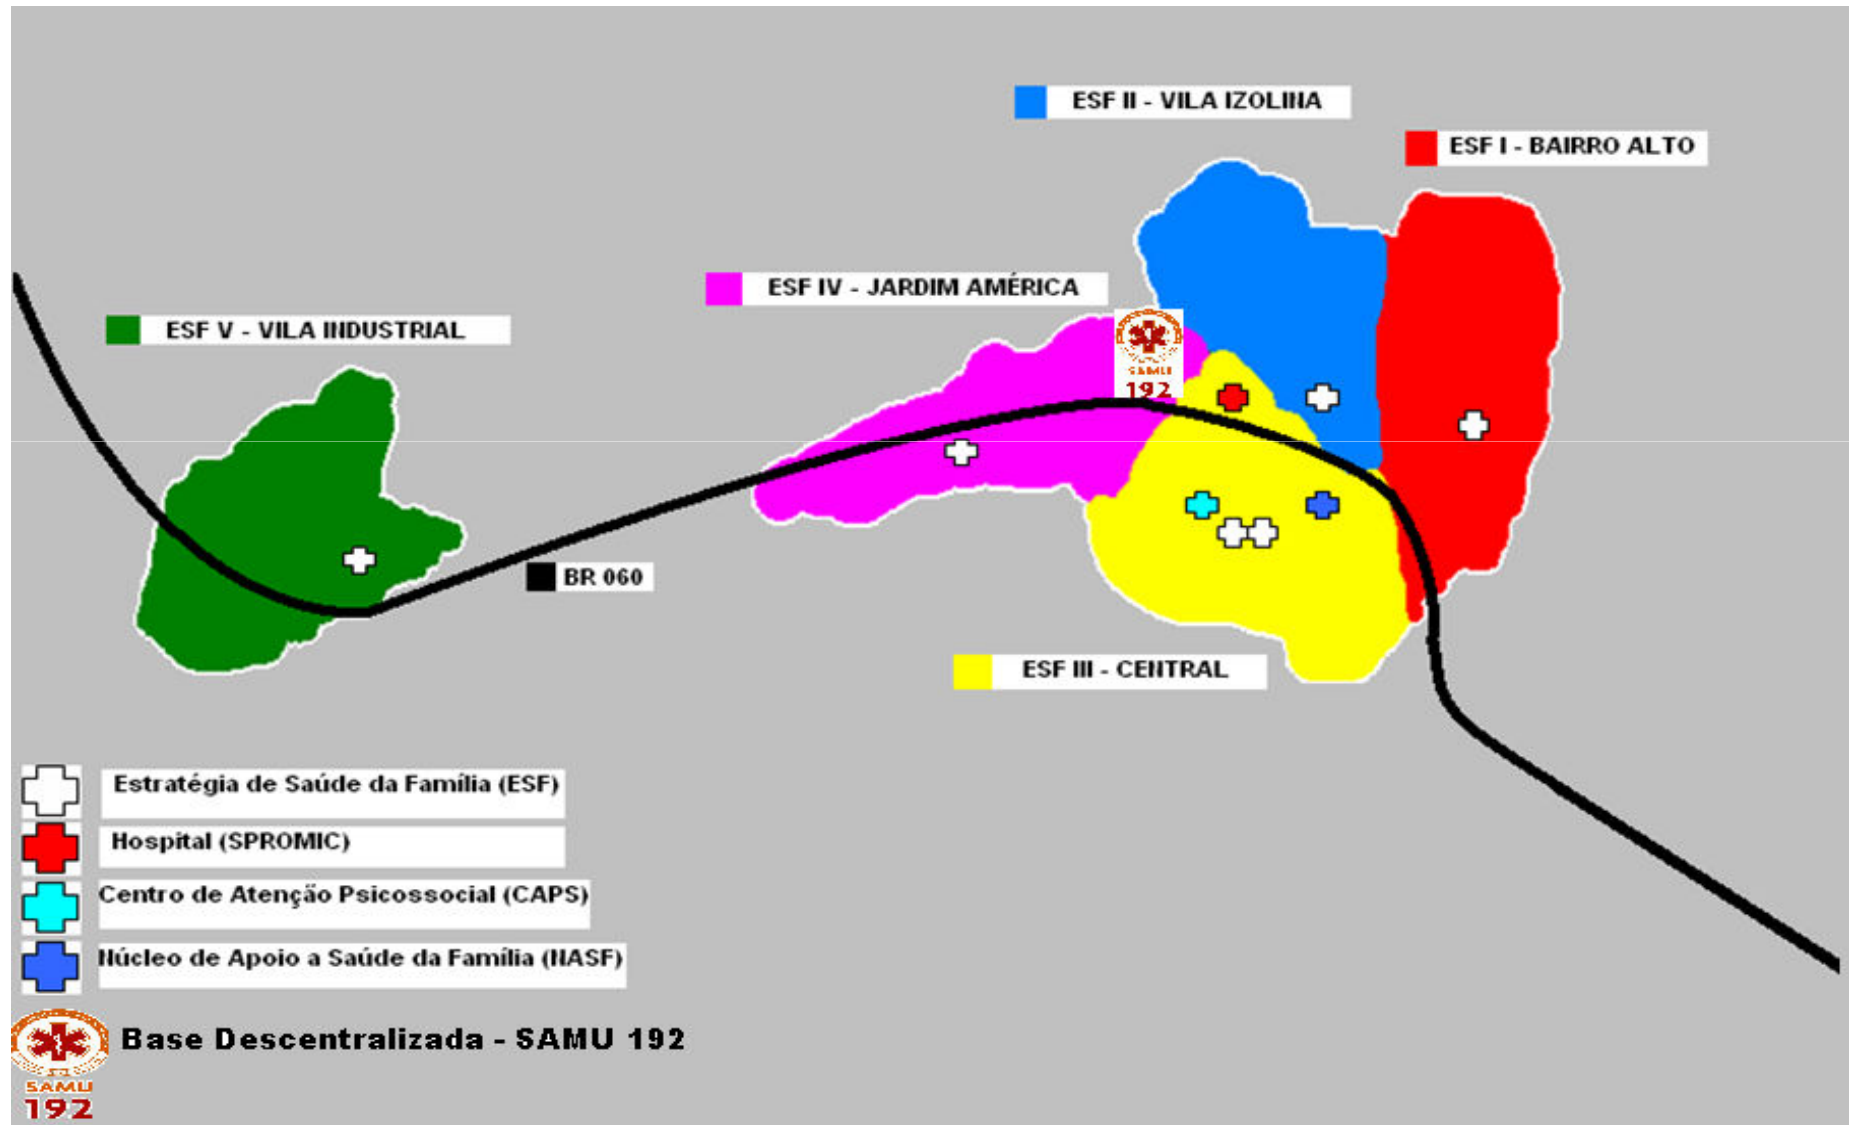 ESF II - VILA IZOLINA
ESF I - BAIRRO ALTO
ESF IV - JARDIM AMÉRICA
ESF V - VILA INDUSTRIAL
SAMU
192
BR 060
ESF III - CENTRAL
Estratégia de Saúde da Família (ESF)
Hospital (SPROMIC)
Centro de Atenção Psicossocial (CAPS)
Núcleo de Apoio a Saúde da Família (NASF)
Base Descentralizada - SAMU 192
SAMU
192